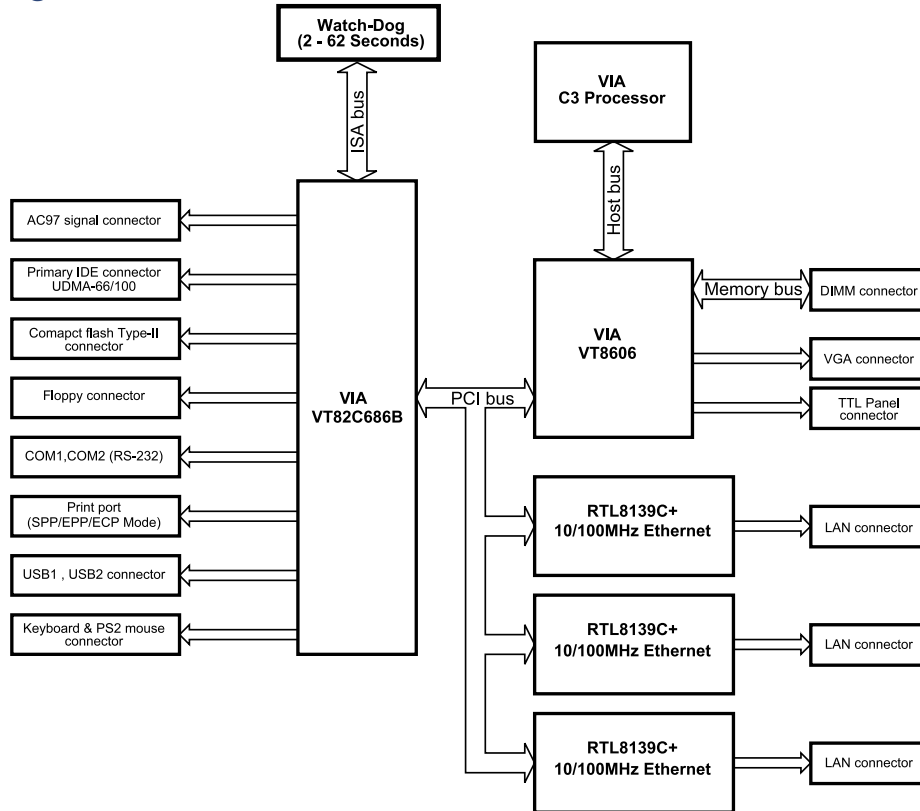 Watch-Dog
(2 - 62 Seconds)
VIA
C3 Processor
ISA bus
Host bus
AC97 signal connector
Primary IDE connector
UDMA-66/100
Comapct flash Type-II
connector
Floppy connector
COM1,COM2 (RS-232)
Print port
(SPP/EPP/ECP Mode)
USB1 , USB2 connector
Keyboard & PS2 mouse
connector
VIA
VT82C686B
PCI bus
VIA
VT8606
Memory bus
DIMM connector
VGA connector
TTL Panel
connector
RTL8139C+
10/100MHz Ethernet
LAN connector
RTL8139C+
10/100MHz Ethernet
LAN connector
RTL8139C+
10/100MHz Ethernet
LAN connector